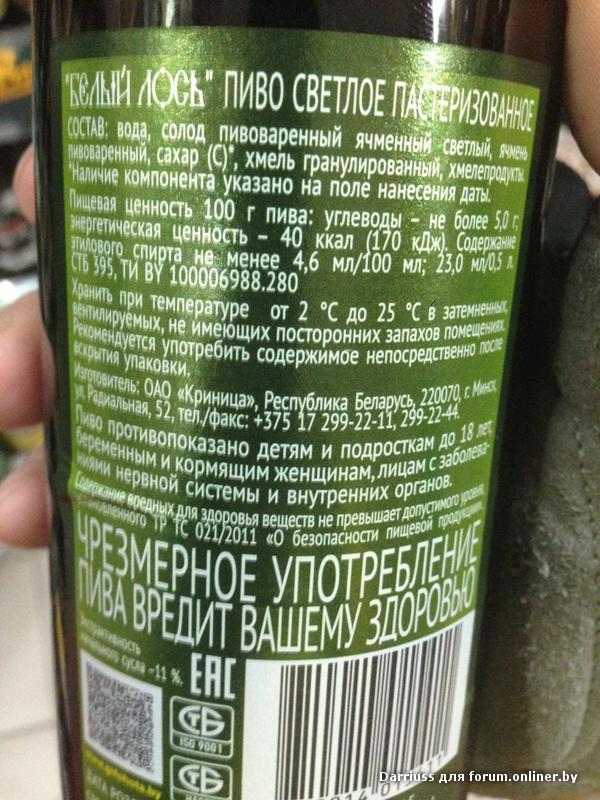 "БЕЛЫЙ ЛОСЬ" ПИВО СВЕТЛОЕ ПАСТЕРИЗОВАННОЕ
СОСТАВ: вода, солод пивоваренный ячменный светлый, ячмень
пивоваренный, сахар (С)*, хмель гранулированный, хмелепродукты.
*Наличие компонента указано на поле нанесения даты.
Пищевая ценность 100 г пива: углеводы – не более 5,0 г;
энергетическая ценность – 40 ккал (170 кДж). Содержание
этилового спирта не менее 4,6 мл/100 мл; 23,0 мл/0,5 л.
СТБ 395, ТИ BY 100006988.280
Хранить при температуре от 2 °С до 25 °С в затемненных,
вентилируемых, не имеющих посторонних запахов помещениях.
Рекомендуется употребить содержимое непосредственно после
вскрытия упаковки.
Изготовитель: ОАО «Криница», Республика Беларусь, 220070, г. Минск,
ул. Радиальная, 52, тел./факс: +375 17 299-22-11, 299-22-44.
Пиво противопоказано детям и подросткам до 18 лет,
беременным и кормящим женщинам, лицам с заболева-
ниями нервной системы и внутренних органов.
Содержание вредных для здоровья веществ не превышает допустимого уровня,
установленного ТР ТС 021/2011 «О безопасности пищевой продукции».
ЧРЕЗМЕРНОЕ УПОТРЕБЛЕНИЕ
ПИВА ВРЕДИТ ВАШЕМУ ЗДОРОВЬЮ
Экстрактивность
начального сусла –11 %.
EAC
СТБ
ISO 9001
СТБ
ДАТА
Darriuss для forum.onliner.by